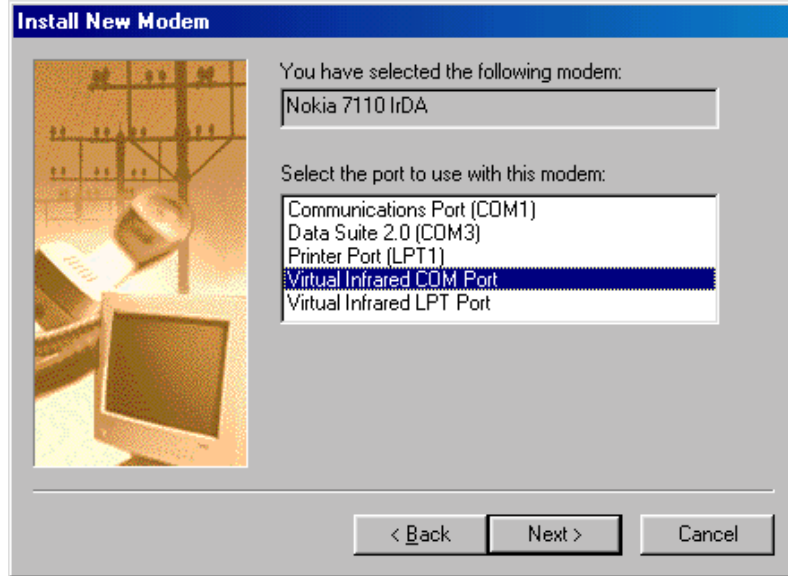 Install New Modem
You have selected the following modem:
Nokia 7110 IrDA
Select the port to use with this modem:
Communications Port (COM1)
Data Suite 2.0 (COM3)
Printer Port (LPT1)
Virtual Infrared COM Port
Virtual Infrared LPT Port
< Back Next > Cancel